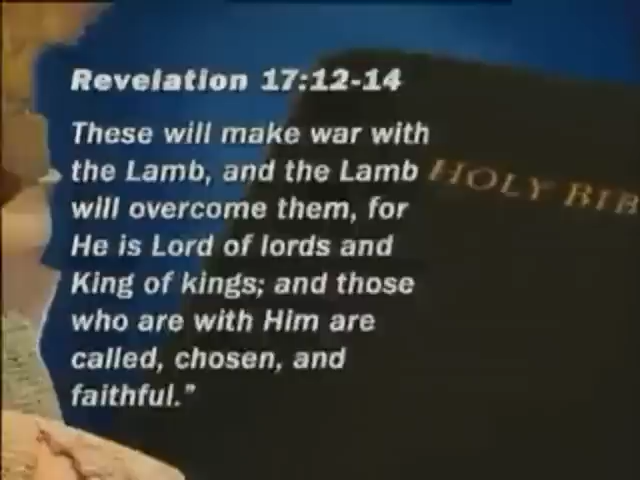 Revelation 17:12-14
These will make war with
the Lamb, and the Lamb
will overcome them, for
He is Lord of lords and
King of kings; and those
who are with Him are
called, chosen, and
faithful."
HOLY BIB